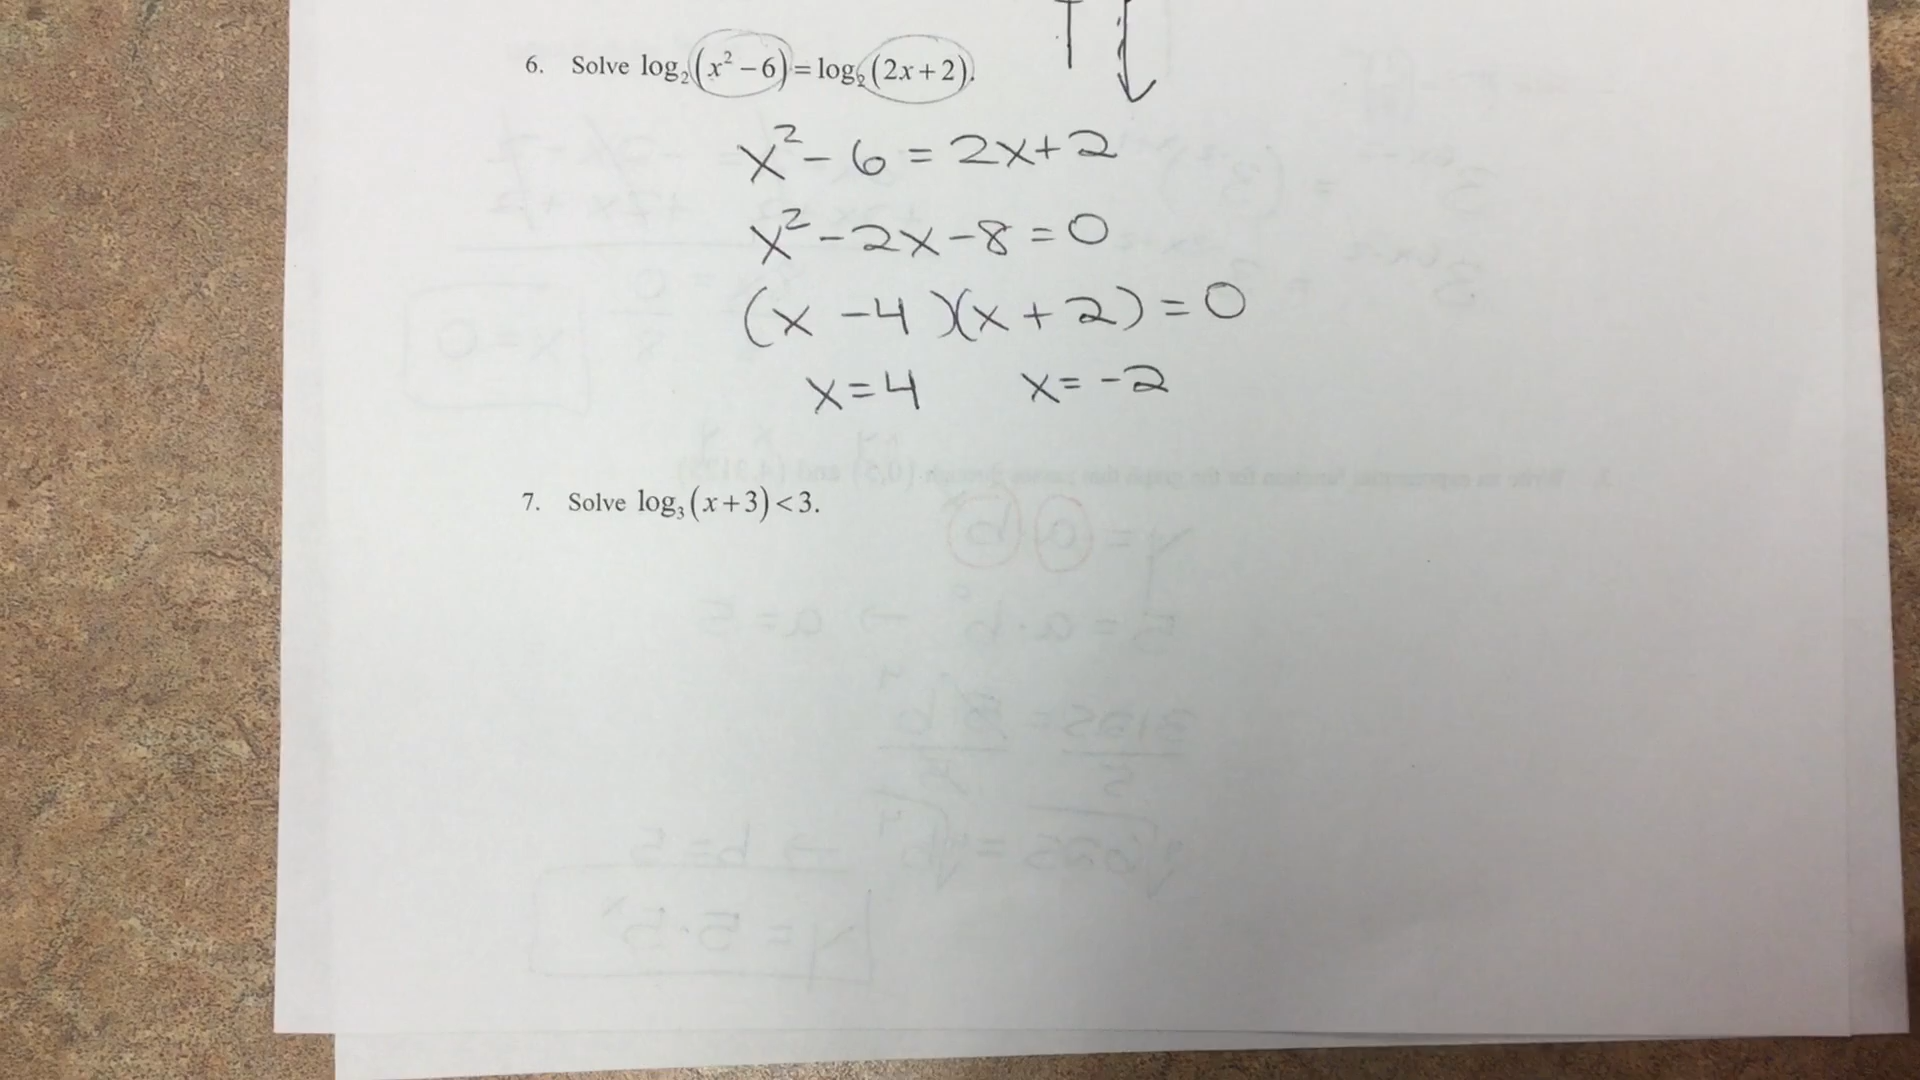 6. Solve log₂(x² − 6) = log₂(2x + 2).
x² − 6 = 2x + 2
x² − 2x − 8 = 0
(x − 4)(x + 2) = 0
x = 4 x = −2
7. Solve log₃(x + 3) < 3.